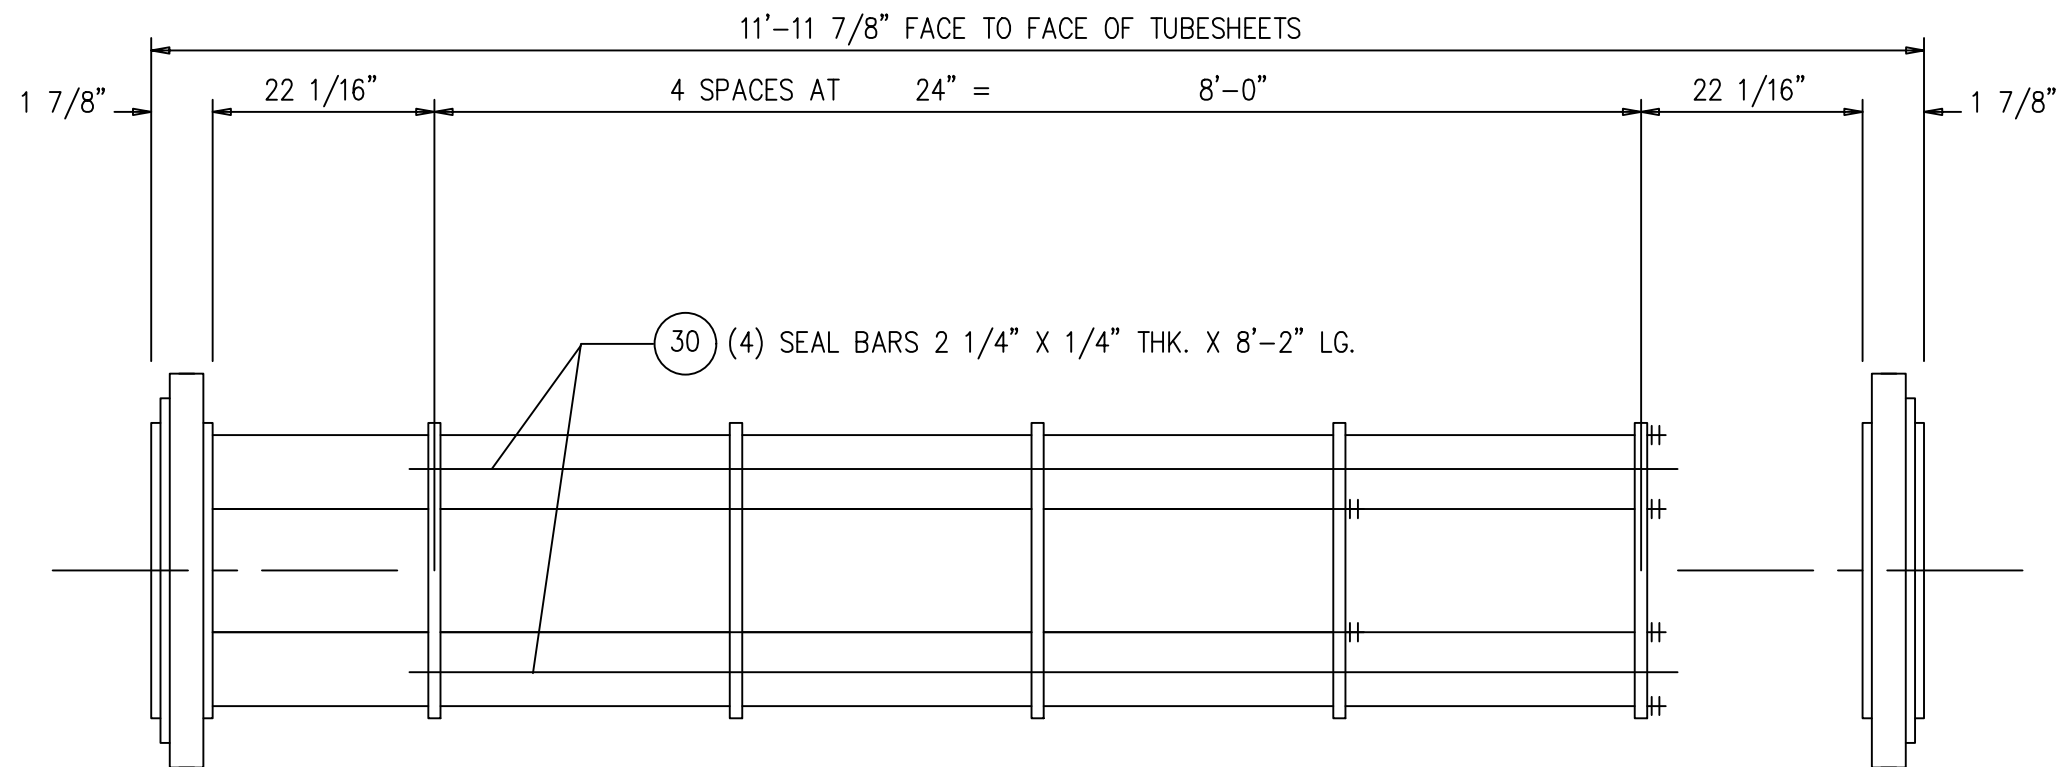 11'-11 7/8" FACE TO FACE OF TUBESHEETS
1 7/8" 22 1/16" 4 SPACES AT 24" = 8'-0" 22 1/16" 1 7/8"
30 (4) SEAL BARS 2 1/4" X 1/4" THK. X 8'-2" LG.